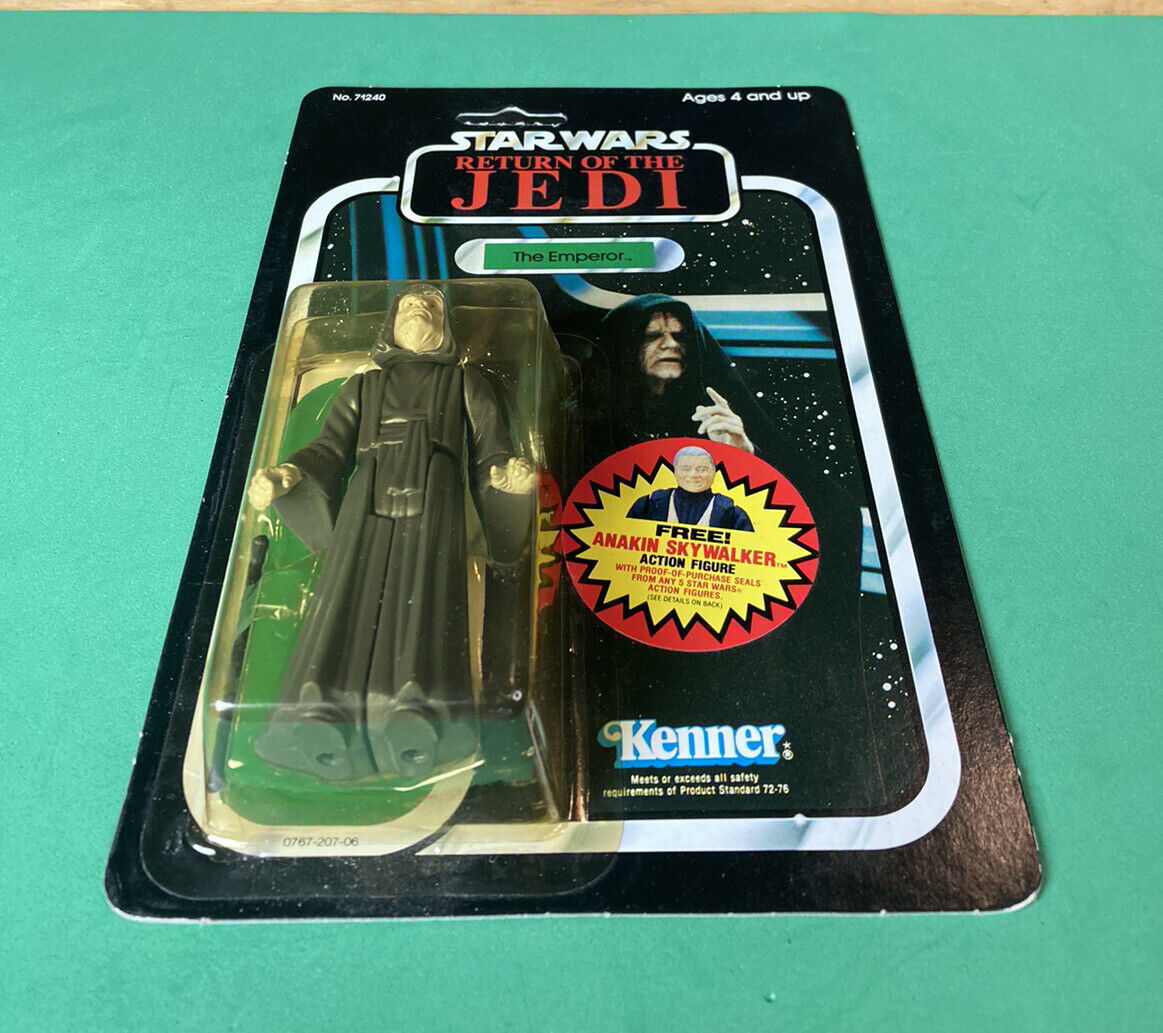 No. 71240
Ages 4 and up
STAR WARS
RETURN OF THE
JEDI
The Emperor™
FREE!
ANAKIN SKYWALKER™
ACTION FIGURE
WITH PROOF-OF-PURCHASE SEALS
FROM ANY 5 STAR WARS®
ACTION FIGURES.
(SEE DETAILS ON BACK)
Kenner®
Meets or exceeds all safety
requirements of Product Standard 72-76
0767-207-06